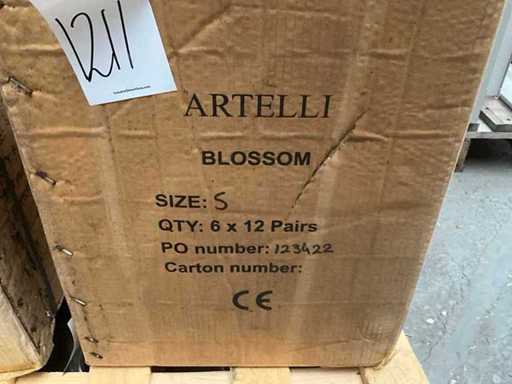 1211
ARTELLI
BLOSSOM
SIZE: S
QTY: 6 x 12 Pairs
PO number: 123422
Carton number:
CE